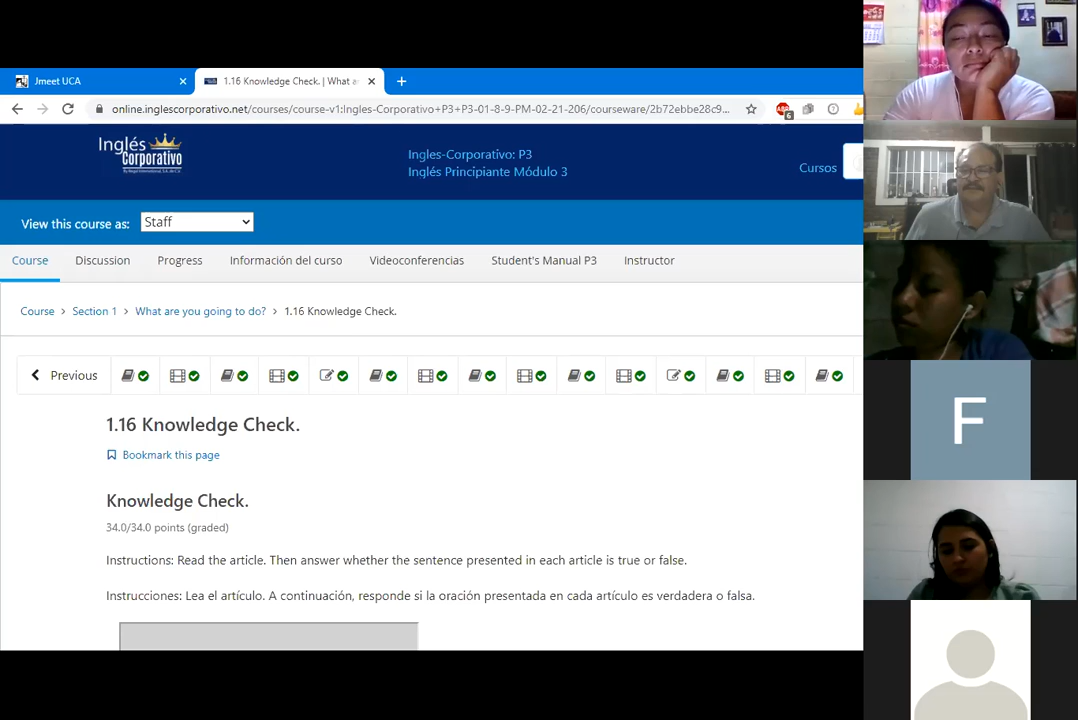 Jmeet UCA
1.16 Knowledge Check. | What a
online.inglescorporativo.net/courses/course-v1:Ingles-Corporativo+P3+P3-01-8-9-PM-02-21-206/courseware/2b72ebbe28c9...
Inglés
Corporativo
Ingles-Corporativo: P3
Inglés Principiante Módulo 3
Cursos
View this course as: Staff
Course Discussion Progress Información del curso Videoconferencias Student's Manual P3 Instructor
Course > Section 1 > What are you going to do? > 1.16 Knowledge Check.
Previous
1.16 Knowledge Check.
Bookmark this page
Knowledge Check.
34.0/34.0 points (graded)
Instructions: Read the article. Then answer whether the sentence presented in each article is true or false.
Instrucciones: Lea el artículo. A continuación, responde si la oración presentada en cada artículo es verdadera o falsa.
F